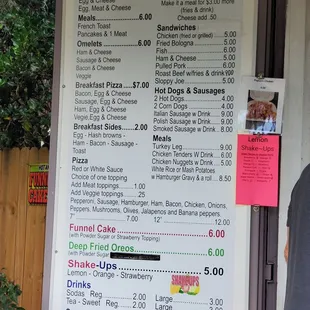 Egg & Cheese
Egg, Meat & Cheese
Meals 6.00
French Toast
Pancakes & 1 Meat
Omelets 6.00
Ham & Cheese
Sausage & Cheese
Bacon & Cheese
Veggie
Breakfast Pizza $7.00
Bacon, Egg & Cheese
Sausage, Egg & Cheese
Ham, Egg & Cheese
Vegie, Egg & Cheese
Breakfast Sides 2.00
Egg - Hash browns -
Ham - Bacon - Sausage -
Toast
Pizza
Red or White Sauce
Choice of one topping
Add Meat topping 1.00
Add Veggie topping .25
Pepperoni, Sausage, Hamburger, Ham, Bacon, Chicken, Onions,
Peppers, Mushrooms, Olives, Jalapenos and Banana peppers.
7" 7.00 12" 12.00
Funnel Cake 6.00
(with Powder Sugar or Strawberry Topping)
Deep Fried Oreos 6.00
(with Powder Sugar
Shake-Ups 5.00
Lemon - Orange - Strawberry
Drinks
Sodas Reg 2.00 Large 3.00
Tea - Sweet Reg 2.00 Large 3.00
Make it a meal for $3.00 more
(fries & drink)
Cheese add .50
Sandwiches
Chicken (fried or grilled) 5.00
Fried Bologna 5.00
Fish 6.00
Ham & Cheese 5.00
Pulled Pork 6.00
Roast Beef w/fries & drink
Sloppy Joe 5.00
Hot Dogs & Sausages
2 Hot Dogs 4.00
2 Corn Dogs 4.00
Italian Sausage w Drink 8.00
Polish Sausage w Drink 9.00
Smoked Sausage w Drink 8.00
Meals
Turkey Leg 9.00
Chicken Tenders W Drink 6.00
Chicken Nuggets w Drink 5.00
White Rice or Mash Potatoes
w Hamburger Gravy & a roll 8.50
Lemon
Shake-Ups